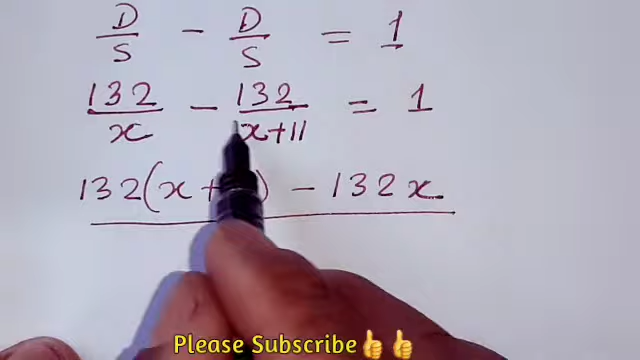 D/S - D/S = 1
132/x - 132/x+11 = 1
132(x+ ) - 132x
Please Subscribe👍👍